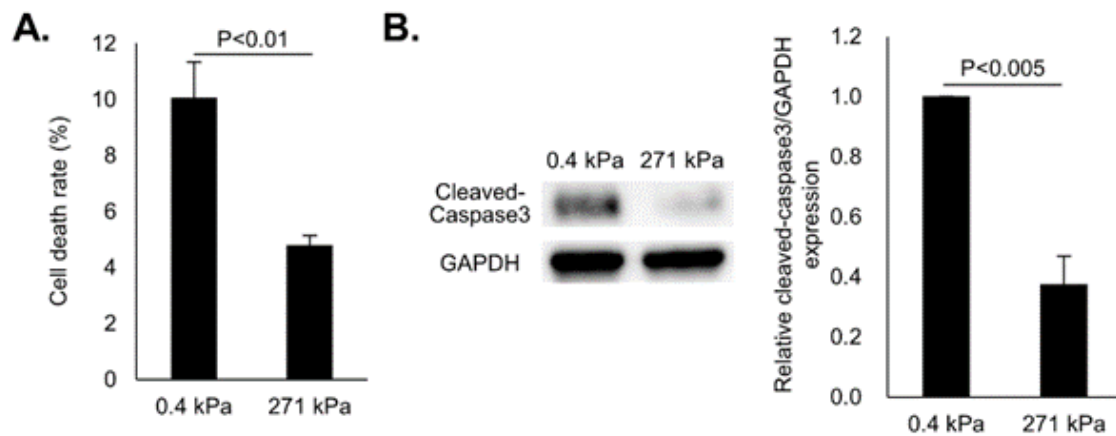 A.
Cell death rate (%)
12
10
8
6
4
2
0
P<0.01
0.4 kPa
271 kPa
B.
0.4 kPa 271 kPa
Cleaved-
Caspase3
GAPDH
Relative cleaved-caspase3/GAPDH
expression
1.2
1.0
0.8
0.6
0.4
0.2
0.0
P<0.005
0.4 kPa
271 kPa